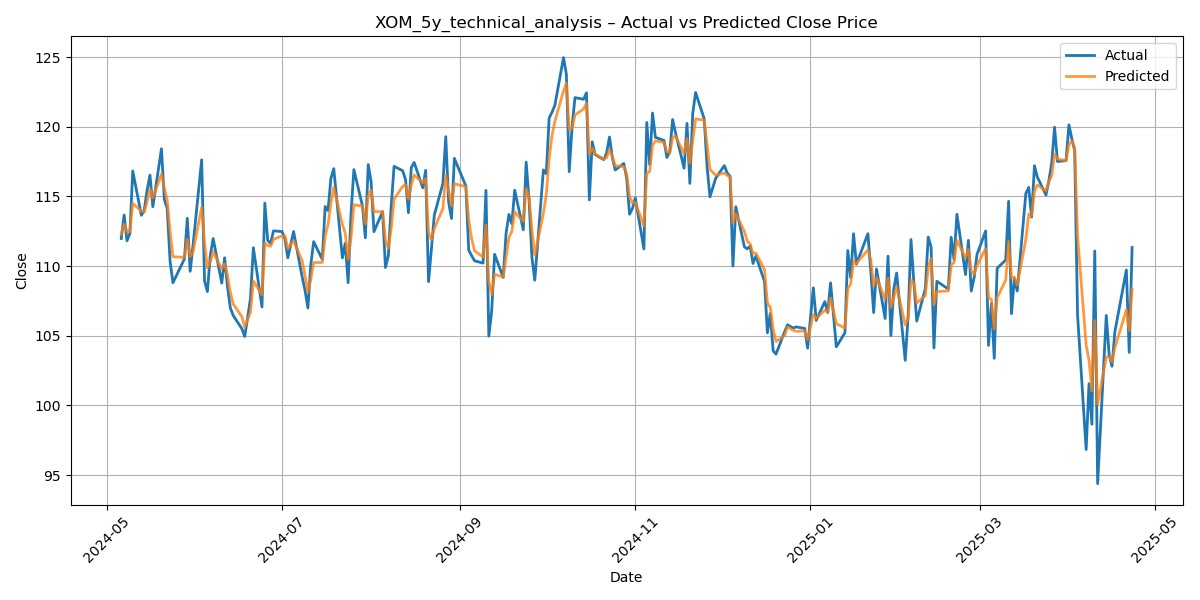 XOM_5y_technical_analysis – Actual vs Predicted Close Price
Actual
Predicted
125
120
115
110
105
100
95
Close
2024-05
2024-07
2024-09
2024-11
2025-01
2025-03
2025-05
Date